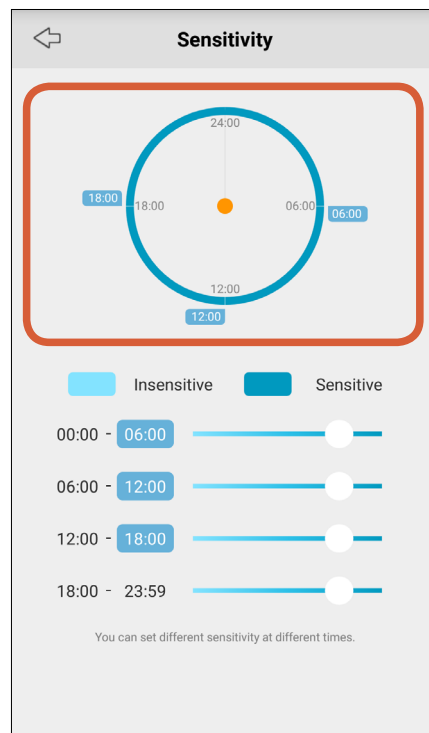 Sensitivity
24:00
18:00
18:00
06:00
06:00
12:00
12:00
Insensitive
Sensitive
00:00 - 06:00
06:00 - 12:00
12:00 - 18:00
18:00 - 23:59
You can set different sensitivity at different times.